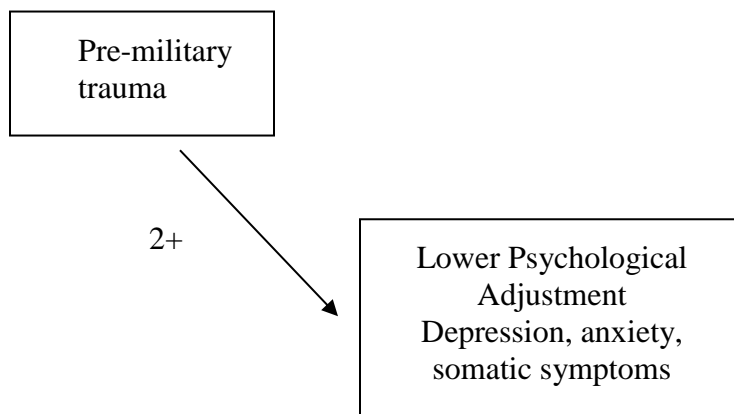 Pre-military
trauma
2+
Lower Psychological
Adjustment
Depression, anxiety,
somatic symptoms